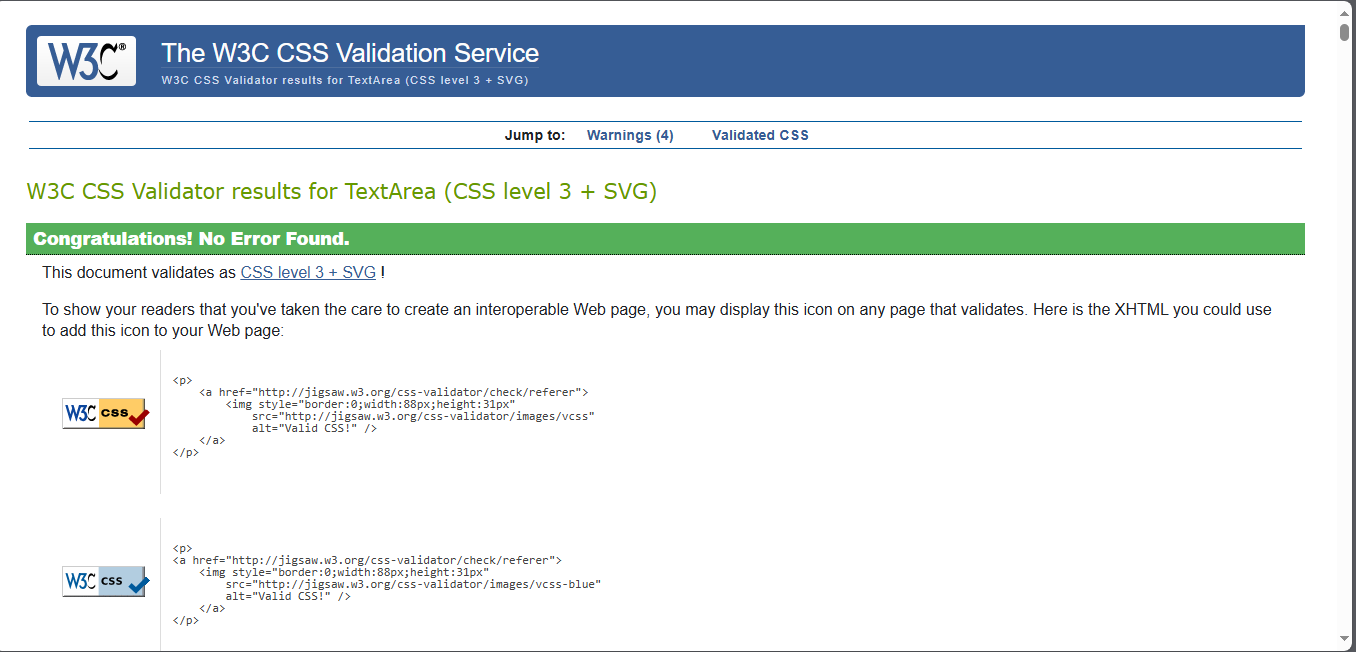 W3C®
The W3C CSS Validation Service
W3C CSS Validator results for TextArea (CSS level 3 + SVG)
Jump to: Warnings (4) Validated CSS
W3C CSS Validator results for TextArea (CSS level 3 + SVG)
Congratulations! No Error Found.
This document validates as CSS level 3 + SVG !
To show your readers that you've taken the care to create an interoperable Web page, you may display this icon on any page that validates. Here is the XHTML you could use
to add this icon to your Web page:
<p>
<a href="http://jigsaw.w3.org/css-validator/check/referer">
<img style="border:0;width:88px;height:31px"
W3C css
src="http://jigsaw.w3.org/css-validator/images/vcss"
alt="Valid CSS!" />
</a>
</p>
<p>
<a href="http://jigsaw.w3.org/css-validator/check/referer">
<img style="border:0;width:88px;height:31px"
W3C css
src="http://jigsaw.w3.org/css-validator/images/vcss-blue"
alt="Valid CSS!" />
</a>
</p>